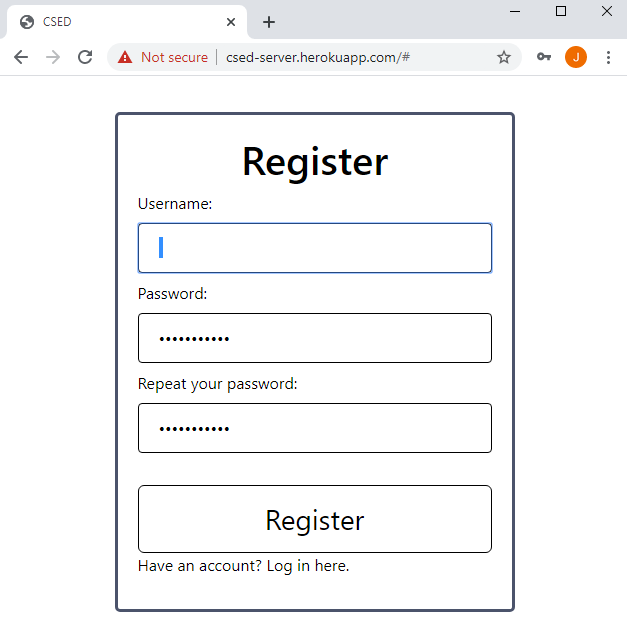 CSED
Not secure csed-server.herokuapp.com/#
J
Register
Username:
Password:
•••••••••••
Repeat your password:
•••••••••••
Register
Have an account? Log in here.